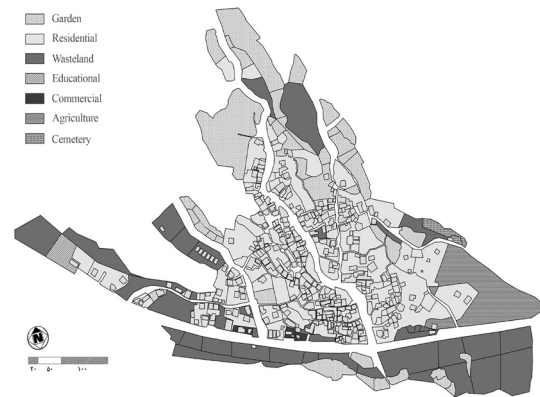 Garden
Residential
Wasteland
Educational
Commercial
Agriculture
Cemetery
N
۲۰ ۵۰ ۱۰۰